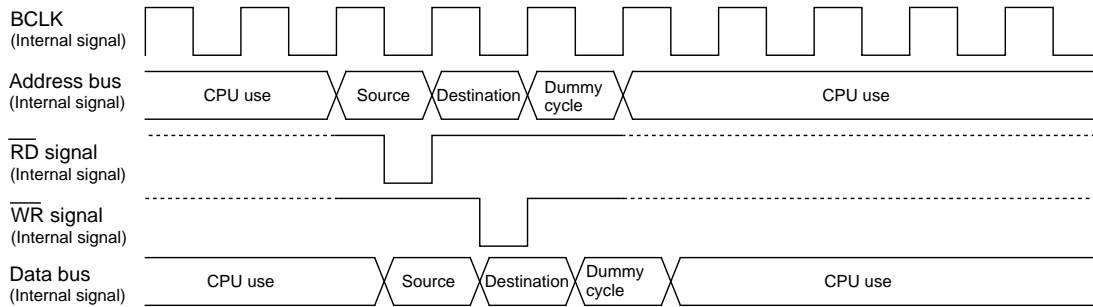 BCLK
(Internal signal)
Address bus
(Internal signal)
CPU use
Source
Destination
Dummy
cycle
CPU use
RD signal
(Internal signal)
WR signal
(Internal signal)
Data bus
(Internal signal)
CPU use
Source
Destination
Dummy
cycle
CPU use